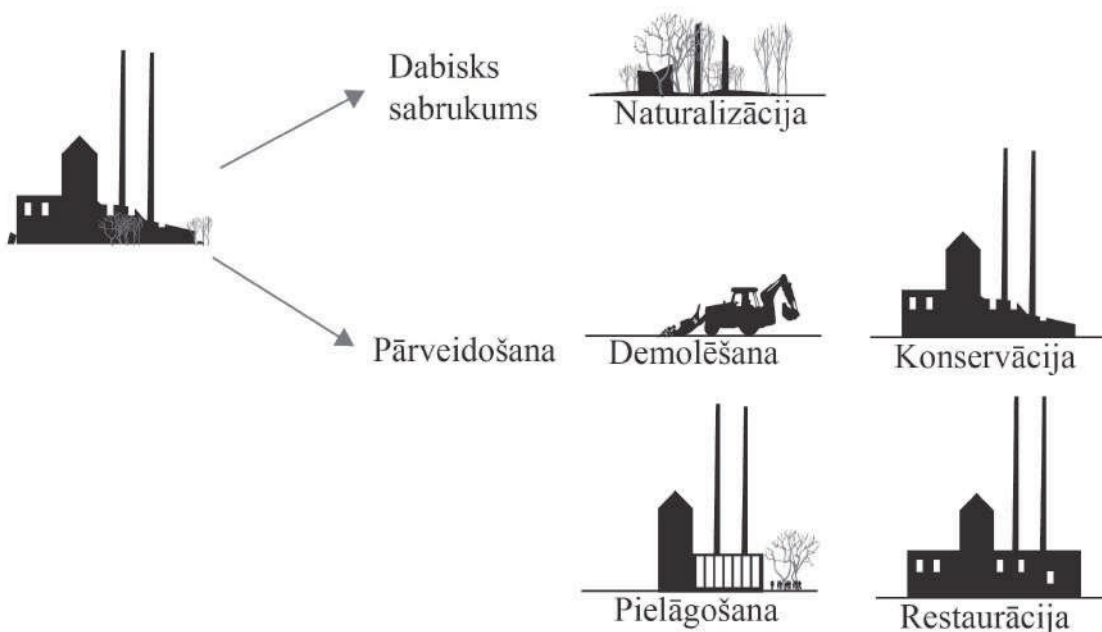 Dabisks
sabrukums
Naturalizācija
Pārveidošana
Demolēšana
Konservācija
Pielāgošana
Restaurācija